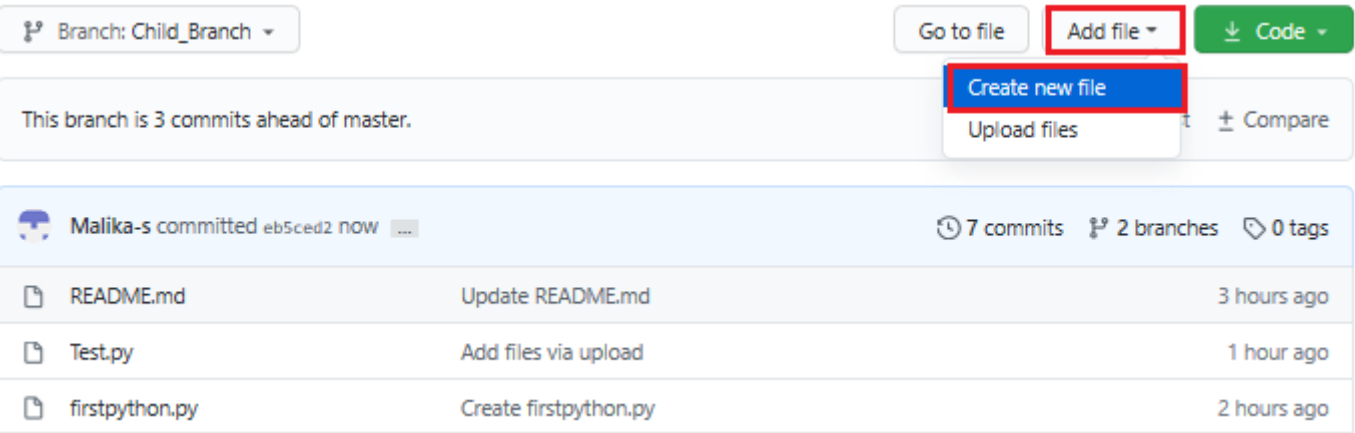 Branch: Child_Branch Go to file Add file Code
Create new file
This branch is 3 commits ahead of master. Compare
Upload files
Malika-s committed eb5ced2 now ... 7 commits 2 branches 0 tags
README.md Update README.md 3 hours ago
Test.py Add files via upload 1 hour ago
firstpython.py Create firstpython.py 2 hours ago